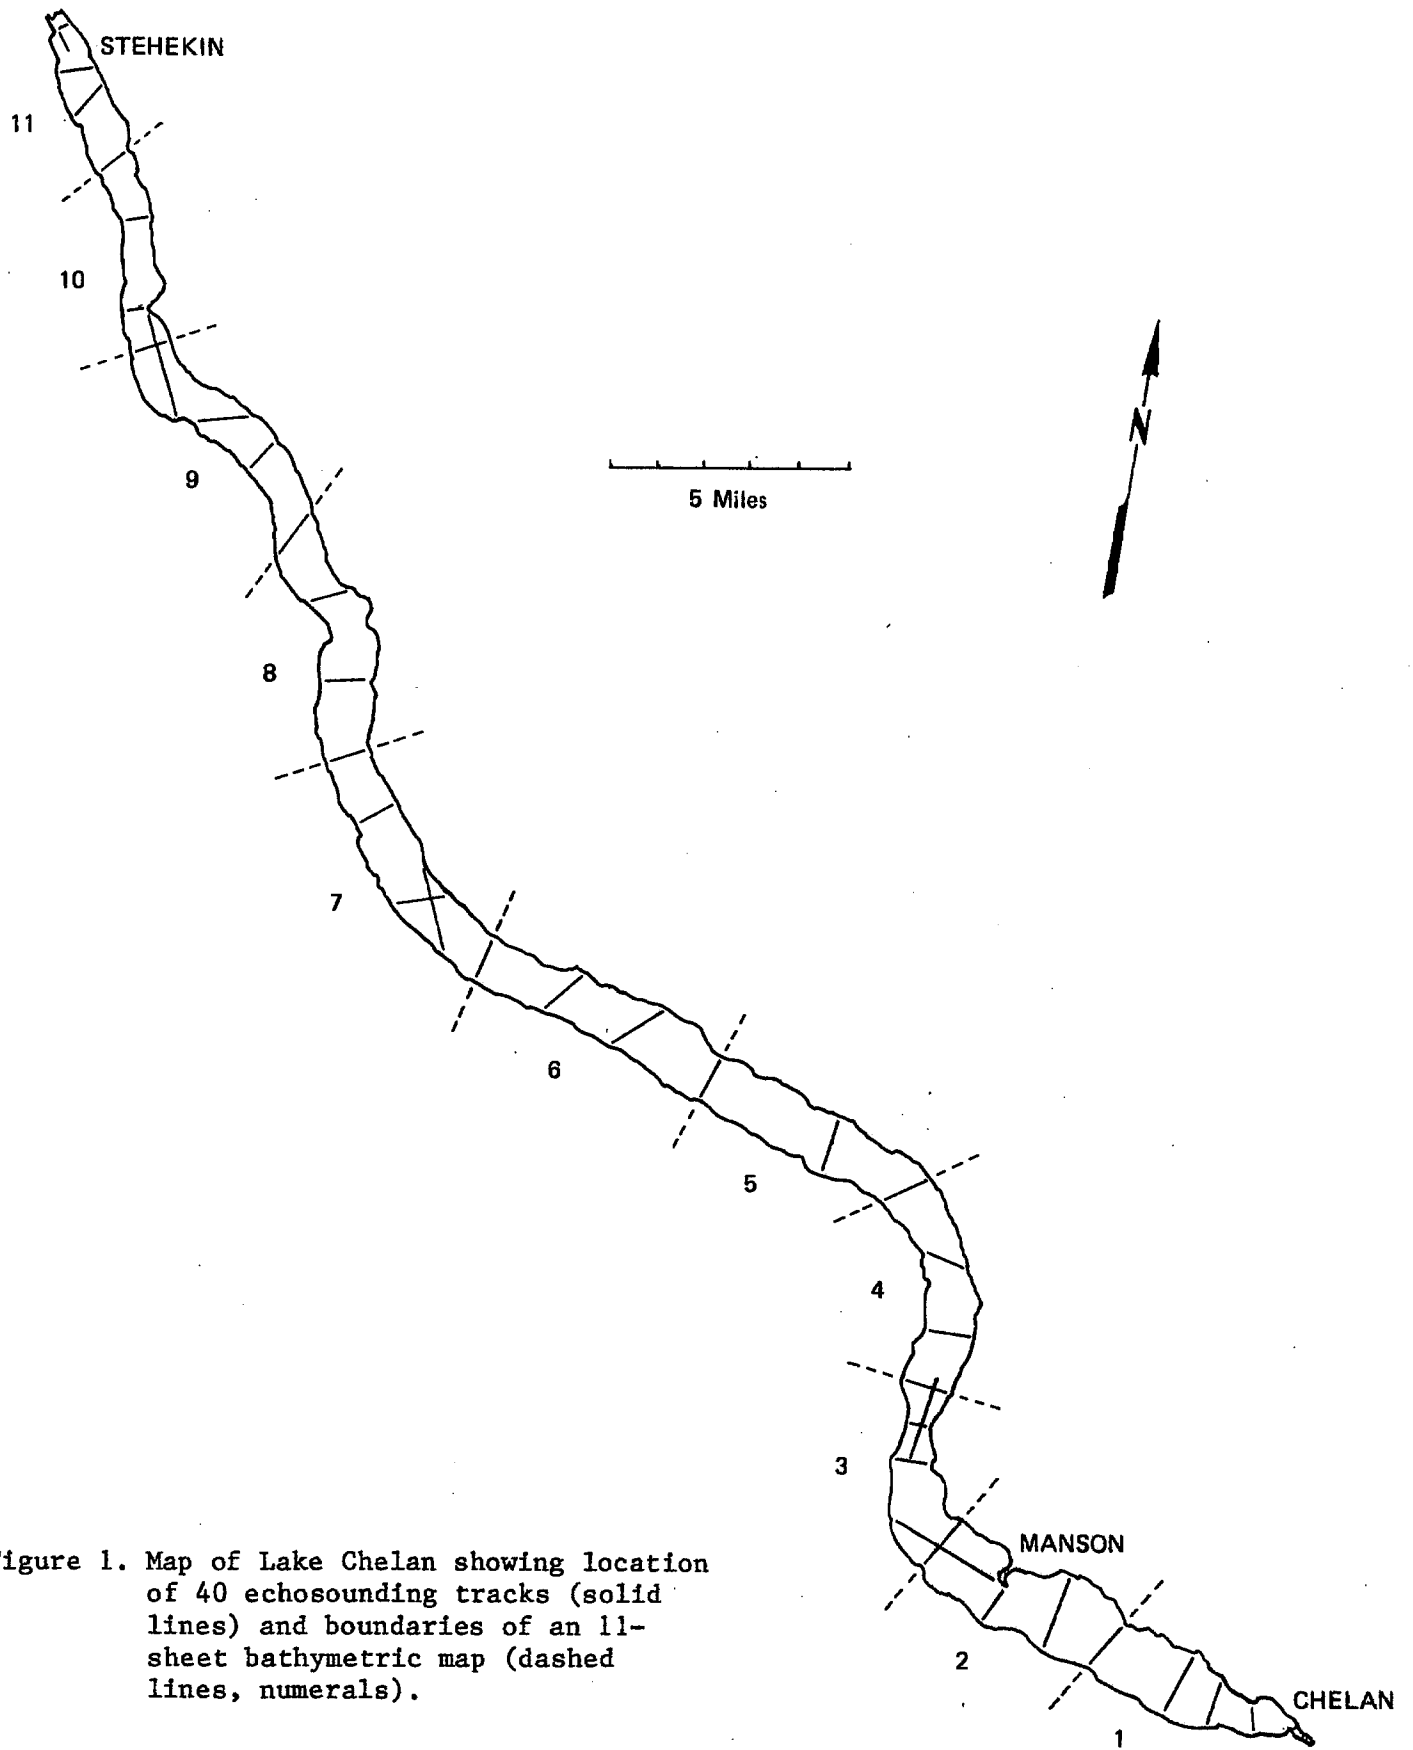 STEHEKIN
11
10
9
N
5 Miles
8
7
6
5
4
3
MANSON
2
CHELAN
1
igure 1. Map of Lake Chelan showing location
of 40 echosounding tracks (solid
lines) and boundaries of an 11-
sheet bathymetric map (dashed
lines, numerals).